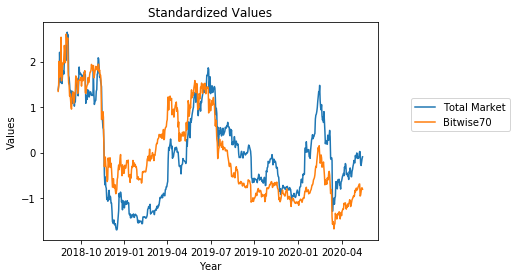 Standardized Values
2
1
0
−1
Values
2018-10 2019-01 2019-04 2019-07 2019-10 2020-01 2020-04
Year
Total Market
Bitwise70